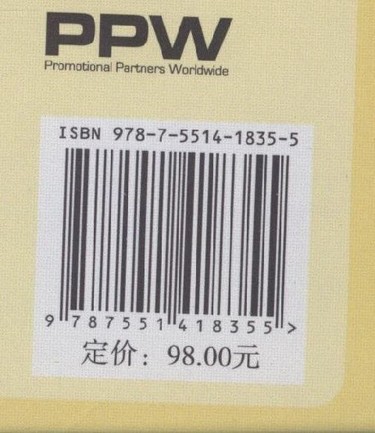 PPW
Promotional Partners Worldwide
ISBN 978-7-5514-1835-5
9 787551 418355 >
定价：98.00元